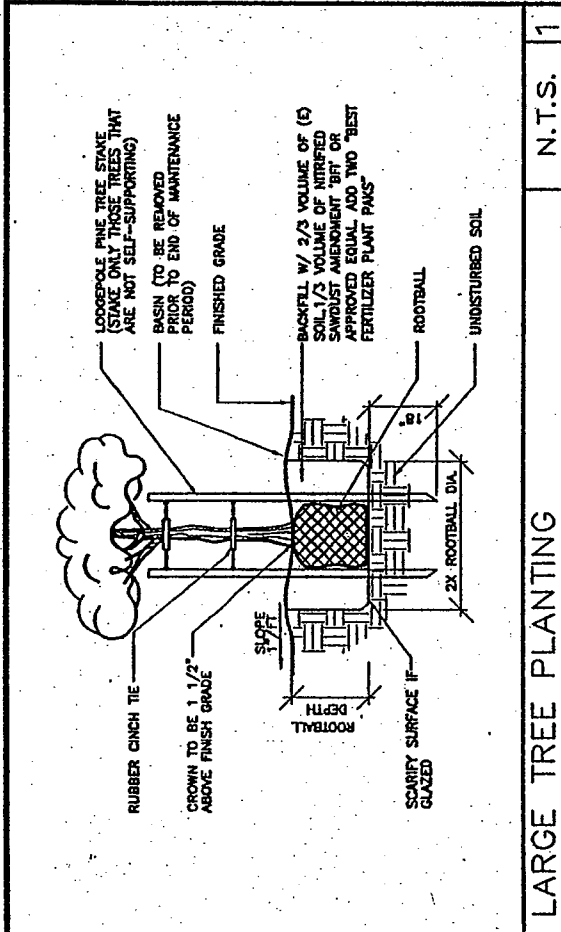 LODGEPOLE PINE TREE STAKE
(STAKE ONLY THOSE TREES THAT
ARE NOT SELF-SUPPORTING)
BASIN (TO BE REMOVED
PRIOR TO END OF MAINTENANCE
PERIOD)
FINISHED GRADE
BACKFILL W/ 2/3 VOLUME OF (E)
SOIL, 1/3 VOLUME OF NITRIFIED
SAWDUST AMENDMENT 'BFI' OR
APPROVED EQUAL. ADD TWO "BEST
FERTILIZER PLANT PAKS"
ROOTBALL
UNDISTURBED SOIL
RUBBER CINCH TIE
CROWN TO BE 1 1/2"
ABOVE FINISH GRADE
SLOPE
1"/FT
ROOTBALL
DEPTH
SCARIFY SURFACE IF
GLAZED
18"
2X ROOTBALL DIA.
LARGE TREE PLANTING
N.T.S.
1